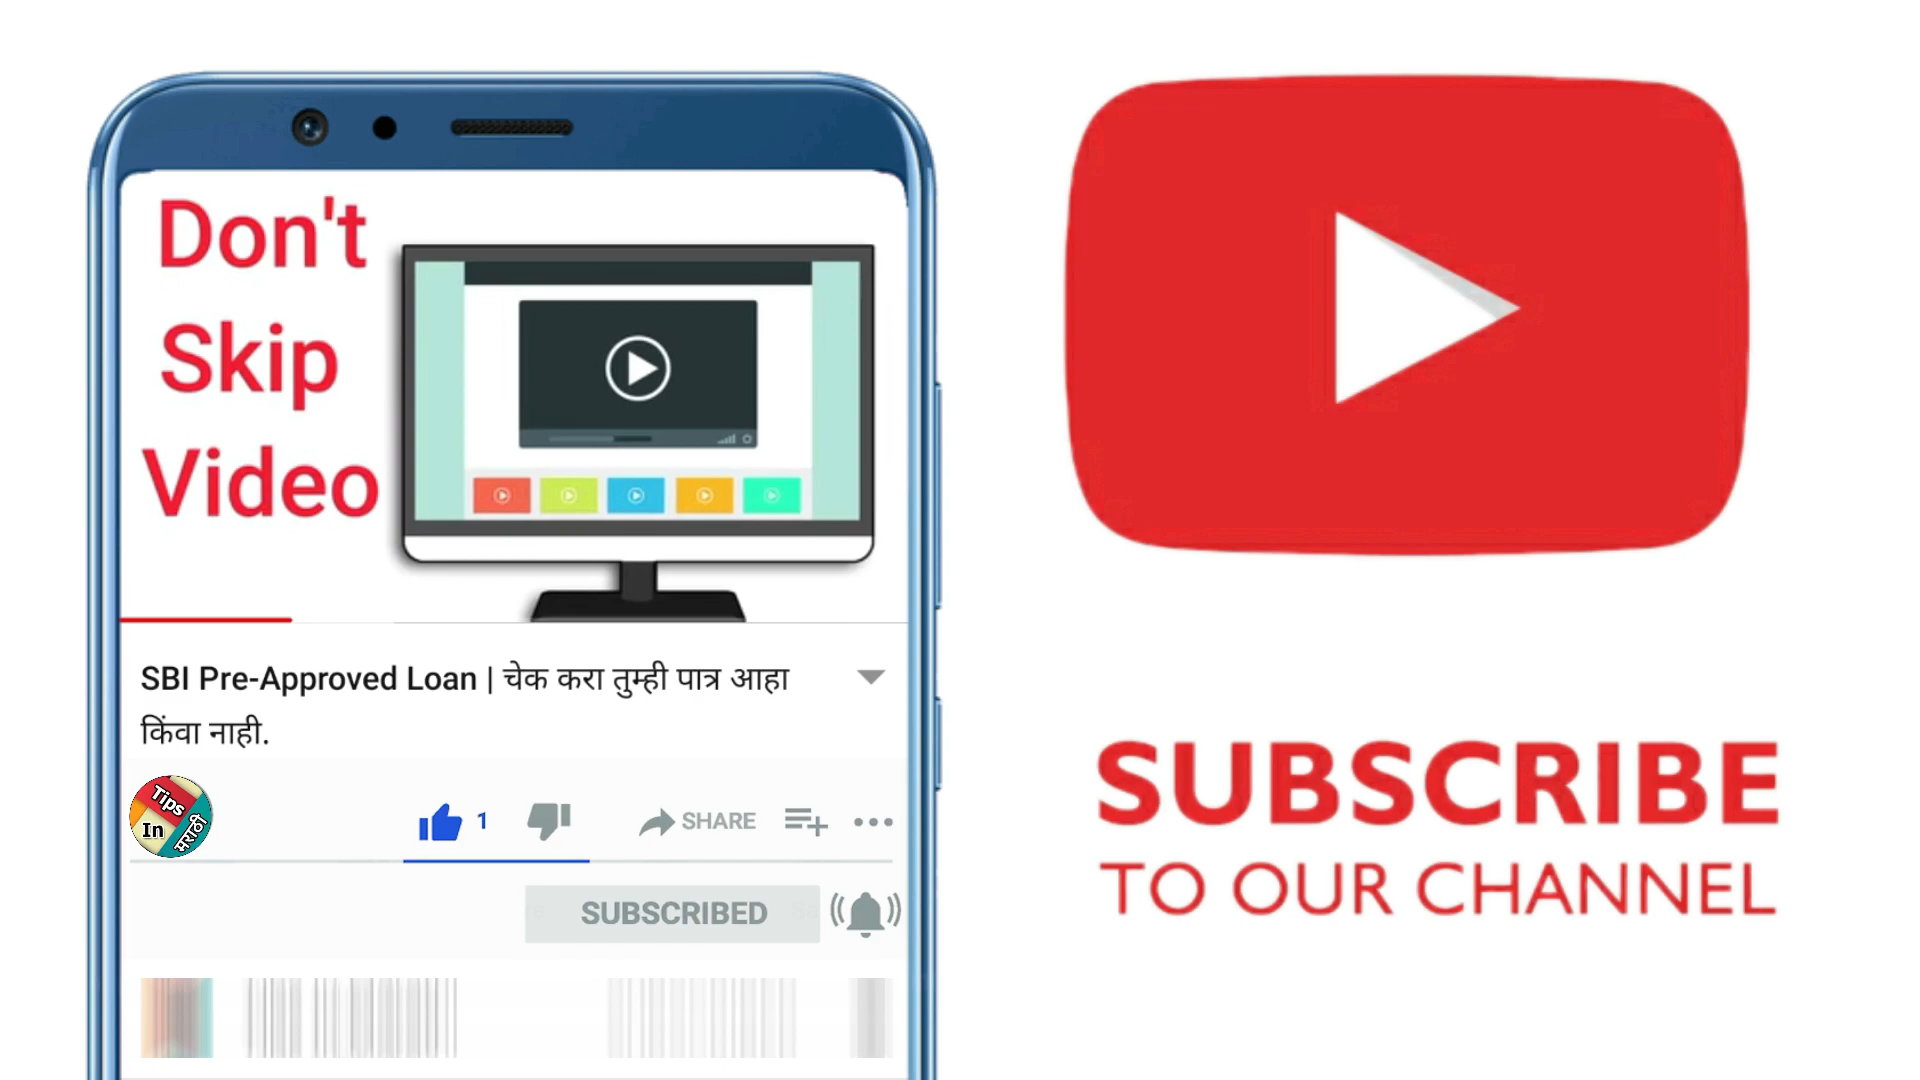 Don't
Skip
Video
SBI Pre-Approved Loan | चेक करा तुम्ही पात्र आहा
किंवा नाही.
Tips
In
मराठी
1
SHARE
SUBSCRIBED
SUBSCRIBE
TO OUR CHANNEL